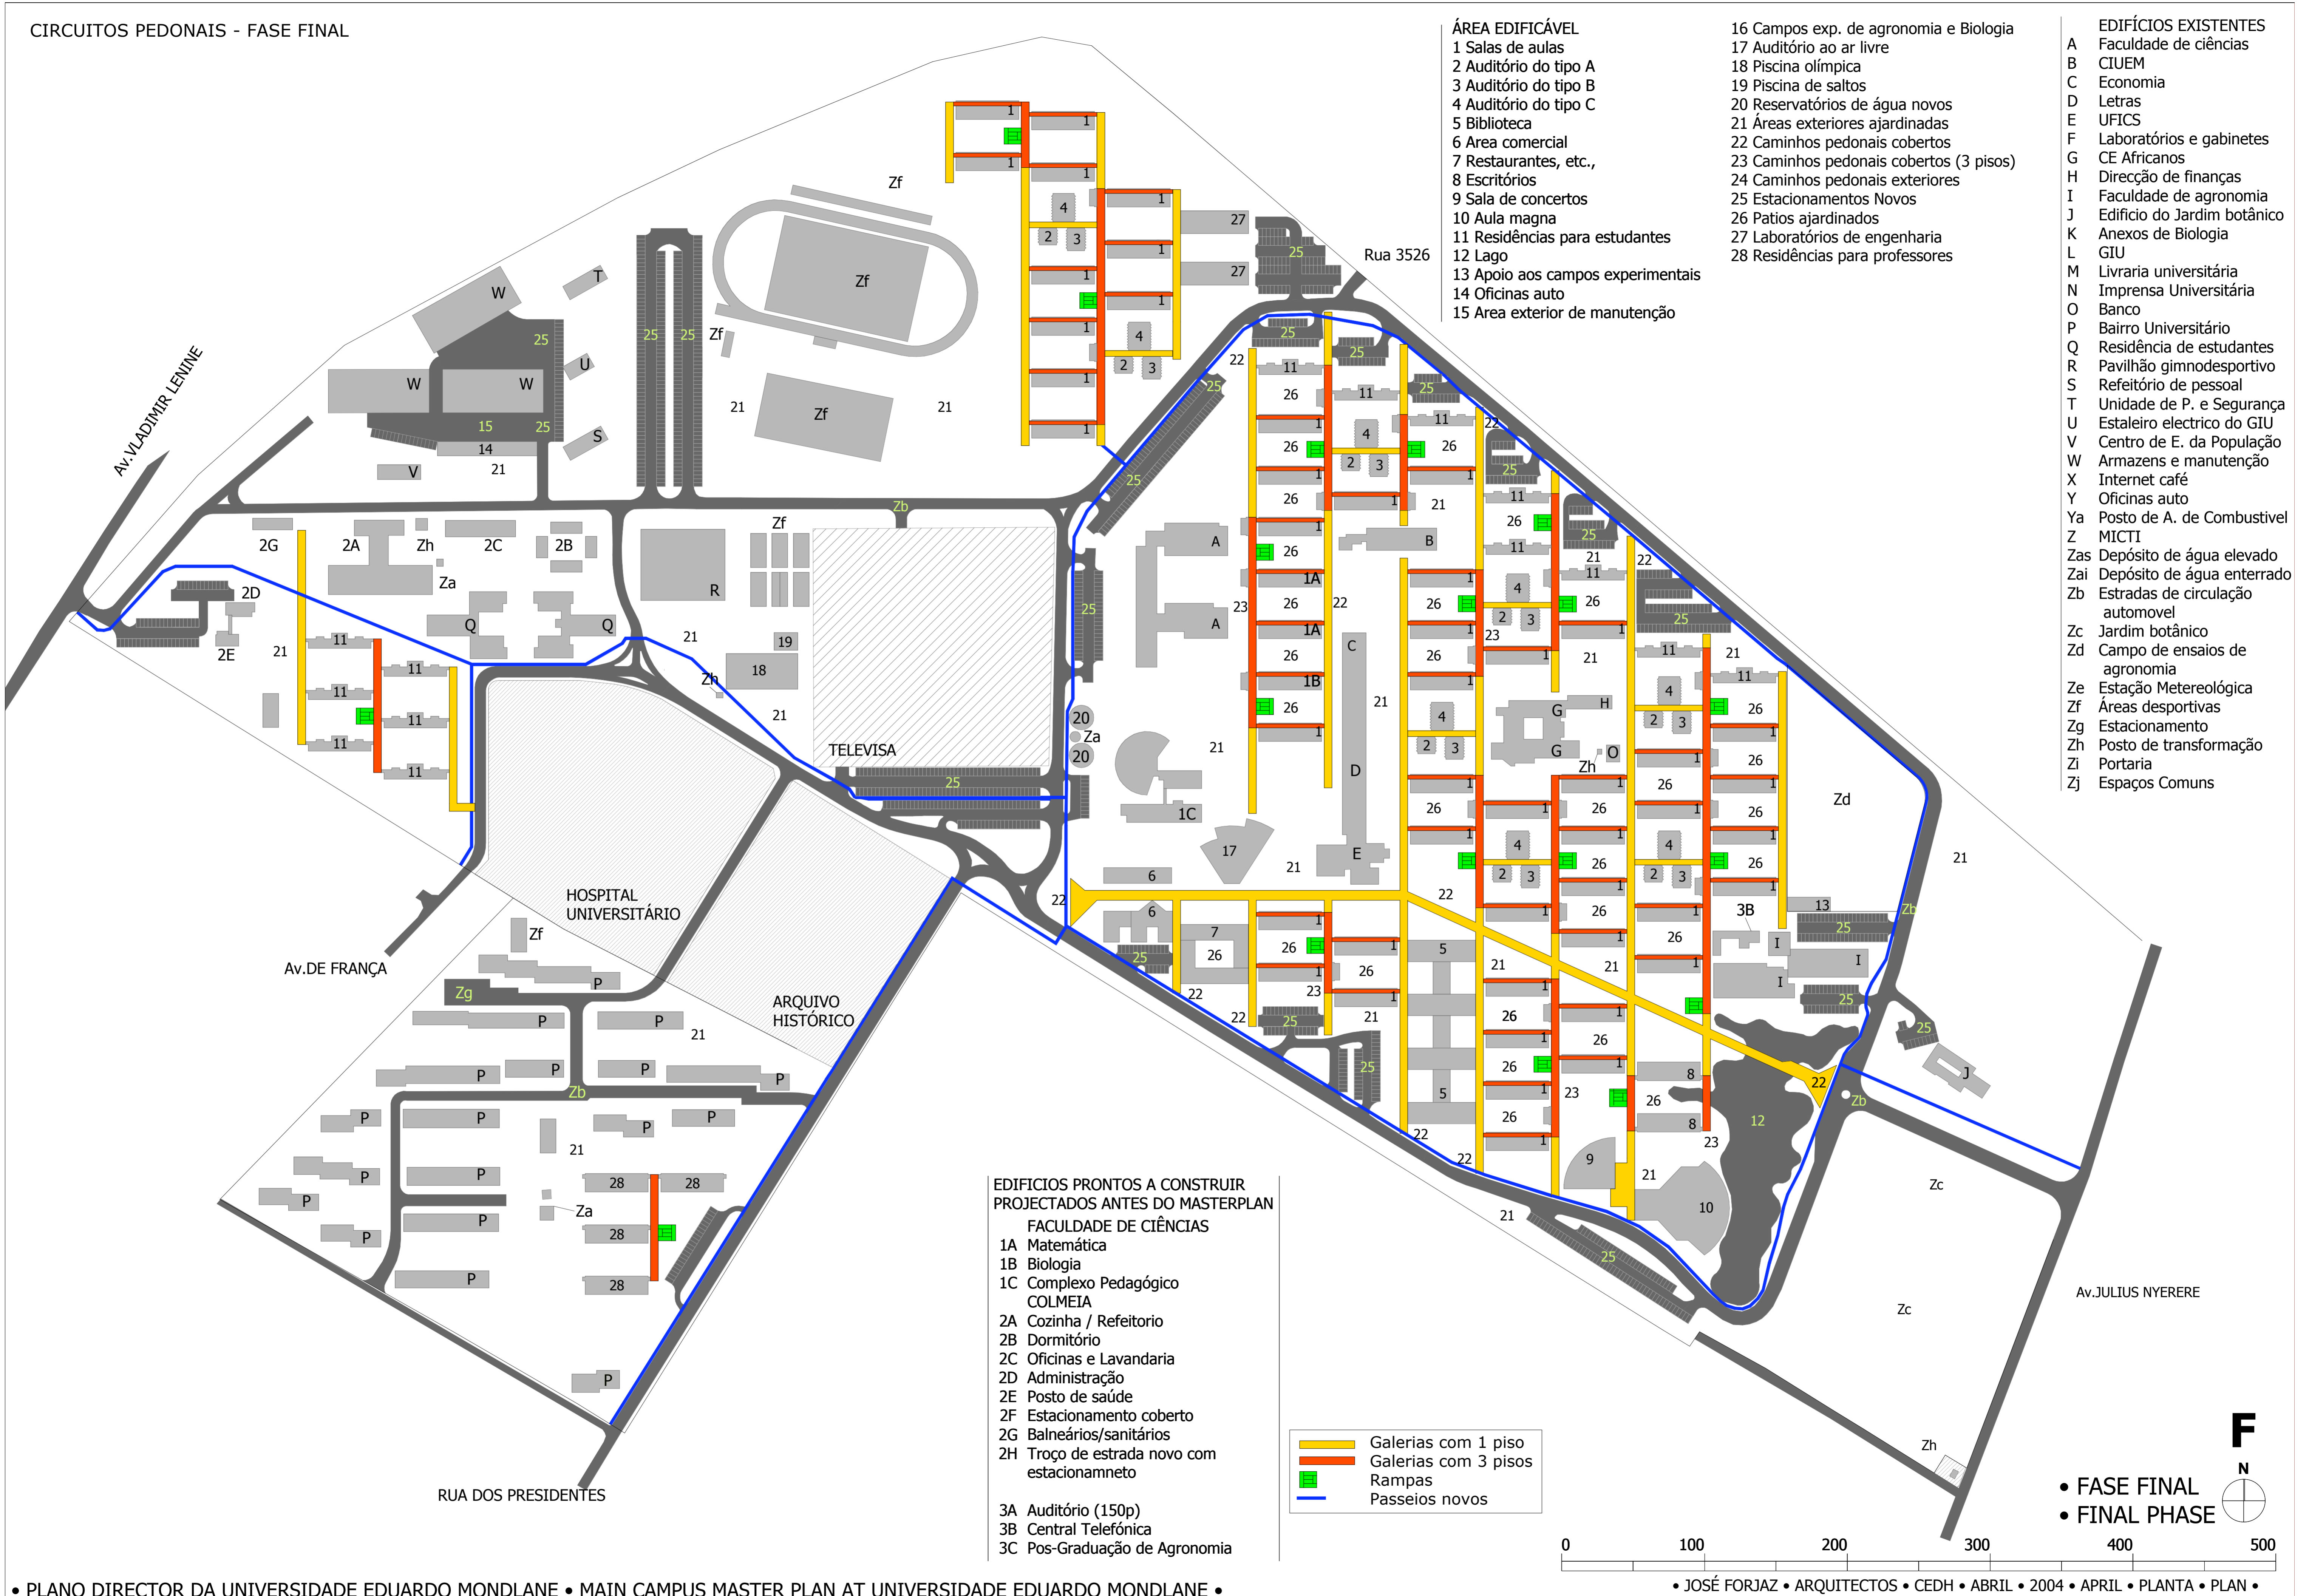 CIRCUITOS PEDONAIS - FASE FINAL
ÁREA EDIFICÁVEL
1 Salas de aulas
2 Auditório do tipo A
3 Auditório do tipo B
4 Auditório do tipo C
5 Biblioteca
6 Area comercial
7 Restaurantes, etc.,
8 Escritórios
9 Sala de concertos
10 Aula magna
11 Residências para estudantes
12 Lago
13 Apoio aos campos experimentais
14 Oficinas auto
15 Area exterior de manutenção
16 Campos exp. de agronomia e Biologia
17 Auditório ao ar livre
18 Piscina olímpica
19 Piscina de saltos
20 Reservatórios de água novos
21 Áreas exteriores ajardinadas
22 Caminhos pedonais cobertos
23 Caminhos pedonais cobertos (3 pisos)
24 Caminhos pedonais exteriores
25 Estacionamentos Novos
26 Patios ajardinados
27 Laboratórios de engenharia
28 Residências para professores
EDIFÍCIOS EXISTENTES
A Faculdade de ciências
B CIUEM
C Economia
D Letras
E UFICS
F Laboratórios e gabinetes
G CE Africanos
H Direcção de finanças
I Faculdade de agronomia
J Edificio do Jardim botânico
K Anexos de Biologia
L GIU
M Livraria universitária
N Imprensa Universitária
O Banco
P Bairro Universitário
Q Residência de estudantes
R Pavilhão gimnodesportivo
S Refeitório de pessoal
T Unidade de P. e Segurança
U Estaleiro electrico do GIU
V Centro de E. da População
W Armazens e manutenção
X Internet café
Y Oficinas auto
Ya Posto de A. de Combustivel
Z MICTI
Zas Depósito de água elevado
Zai Depósito de água enterrado
Zb Estradas de circulação
automovel
Zc Jardim botânico
Zd Campo de ensaios de
agronomia
Ze Estação Metereológica
Zf Áreas desportivas
Zg Estacionamento
Zh Posto de transformação
Zi Portaria
Zj Espaços Comuns
Av.VLADIMIR LENINE
Rua 3526
TELEVISA
HOSPITAL
UNIVERSITÁRIO
ARQUIVO
HISTÓRICO
Av.DE FRANÇA
RUA DOS PRESIDENTES
Av.JULIUS NYERERE
EDIFICIOS PRONTOS A CONSTRUIR
PROJECTADOS ANTES DO MASTERPLAN
FACULDADE DE CIÊNCIAS
1A Matemática
1B Biologia
1C Complexo Pedagógico
COLMEIA
2A Cozinha / Refeitorio
2B Dormitório
2C Oficinas e Lavandaria
2D Administração
2E Posto de saúde
2F Estacionamento coberto
2G Balneários/sanitários
2H Troço de estrada novo com
estacionamneto
3A Auditório (150p)
3B Central Telefónica
3C Pos-Graduação de Agronomia
Galerias com 1 piso
Galerias com 3 pisos
Rampas
Passeios novos
F
N
• FASE FINAL
• FINAL PHASE
0 100 200 300 400 500
• PLANO DIRECTOR DA UNIVERSIDADE EDUARDO MONDLANE • MAIN CAMPUS MASTER PLAN AT UNIVERSIDADE EDUARDO MONDLANE •
• JOSÉ FORJAZ • ARQUITECTOS • CEDH • ABRIL • 2004 • APRIL • PLANTA • PLAN •